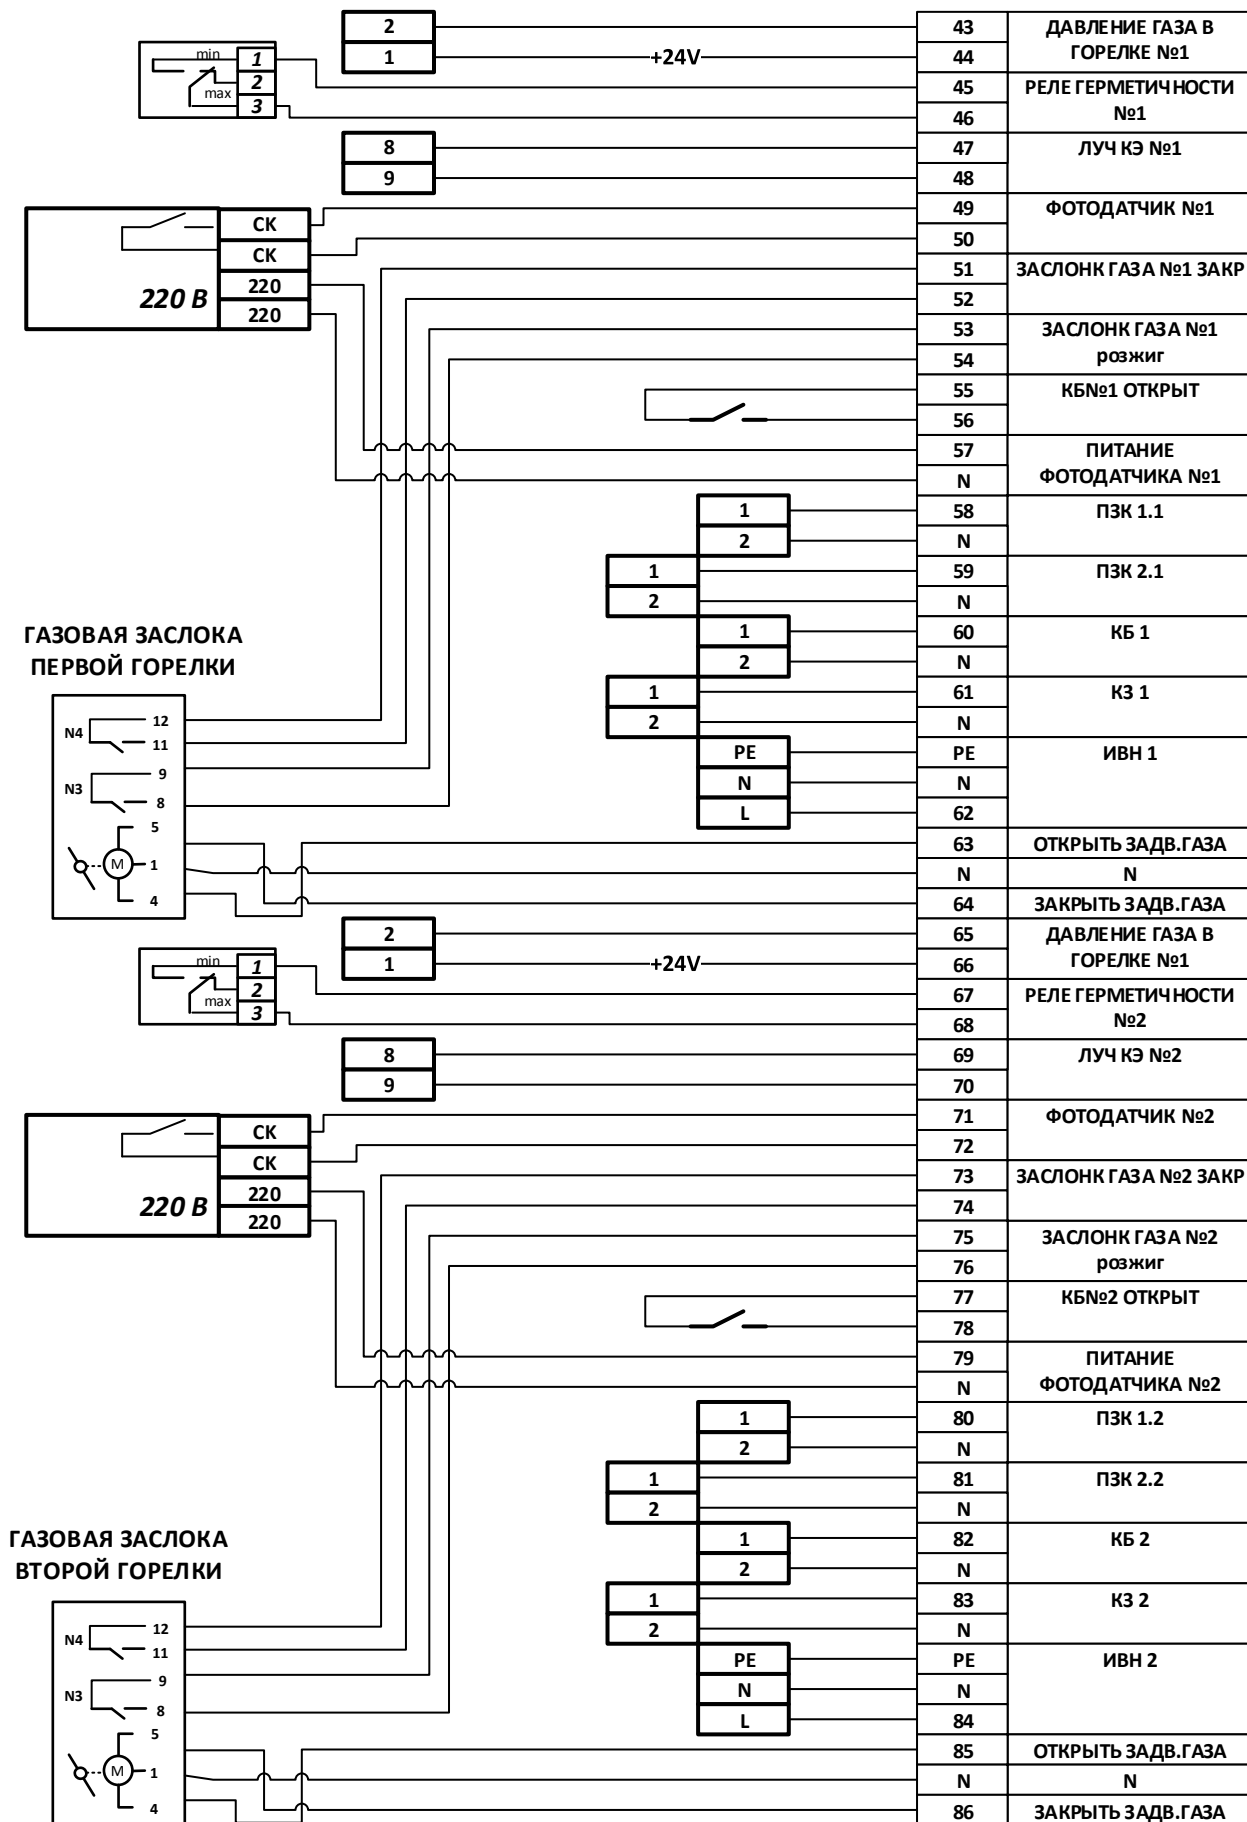 2
43
ДАВЛЕНИЕ ГАЗА В
1
+24V
44
ГОРЕЛКЕ №1
min
1
2
max
3
45
РЕЛЕ ГЕРМЕТИЧНОСТИ
46
№1
8
47
ЛУЧ КЭ №1
9
48
СК
49
ФОТОДАТЧИК №1
СК
50
220
220 В
220
51
ЗАСЛОНК ГАЗА №1 ЗАКР
52
53
ЗАСЛОНК ГАЗА №1
54
розжиг
55
КБ№1 ОТКРЫТ
56
57
ПИТАНИЕ
N
ФОТОДАТЧИКА №1
1
58
ПЗК 1.1
2
N
1
59
ПЗК 2.1
2
N
ГАЗОВАЯ ЗАСЛОКА
ПЕРВОЙ ГОРЕЛКИ
1
60
КБ 1
2
N
1
61
КЗ 1
2
N
N4
12
11
N3
9
8
5
M
1
4
PE
PE
ИВН 1
N
N
L
62
63
ОТКРЫТЬ ЗАДВ.ГАЗА
N
N
64
ЗАКРЫТЬ ЗАДВ.ГАЗА
2
65
ДАВЛЕНИЕ ГАЗА В
1
+24V
66
ГОРЕЛКЕ №1
min
1
2
max
3
67
РЕЛЕ ГЕРМЕТИЧНОСТИ
68
№2
8
69
ЛУЧ КЭ №2
9
70
СК
71
ФОТОДАТЧИК №2
СК
72
220
220 В
220
73
ЗАСЛОНК ГАЗА №2 ЗАКР
74
75
ЗАСЛОНК ГАЗА №2
76
розжиг
77
КБ№2 ОТКРЫТ
78
79
ПИТАНИЕ
N
ФОТОДАТЧИКА №2
1
80
ПЗК 1.2
2
N
1
81
ПЗК 2.2
2
N
ГАЗОВАЯ ЗАСЛОКА
ВТОРОЙ ГОРЕЛКИ
1
82
КБ 2
2
N
1
83
КЗ 2
2
N
N4
12
11
N3
9
8
5
M
1
4
PE
PE
ИВН 2
N
N
L
84
85
ОТКРЫТЬ ЗАДВ.ГАЗА
N
N
86
ЗАКРЫТЬ ЗАДВ.ГАЗА